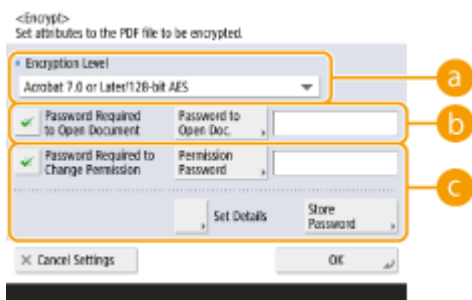 <Encrypt>
Set attributes to the PDF file to be encrypted.
Encryption Level
Acrobat 7.0 or Later/128-bit AES
a
Password Required
to Open Document
Password to
Open Doc.
b
Password Required to
Change Permission
Permission
Password
c
Set Details
Store
Password
Cancel Settings
OK